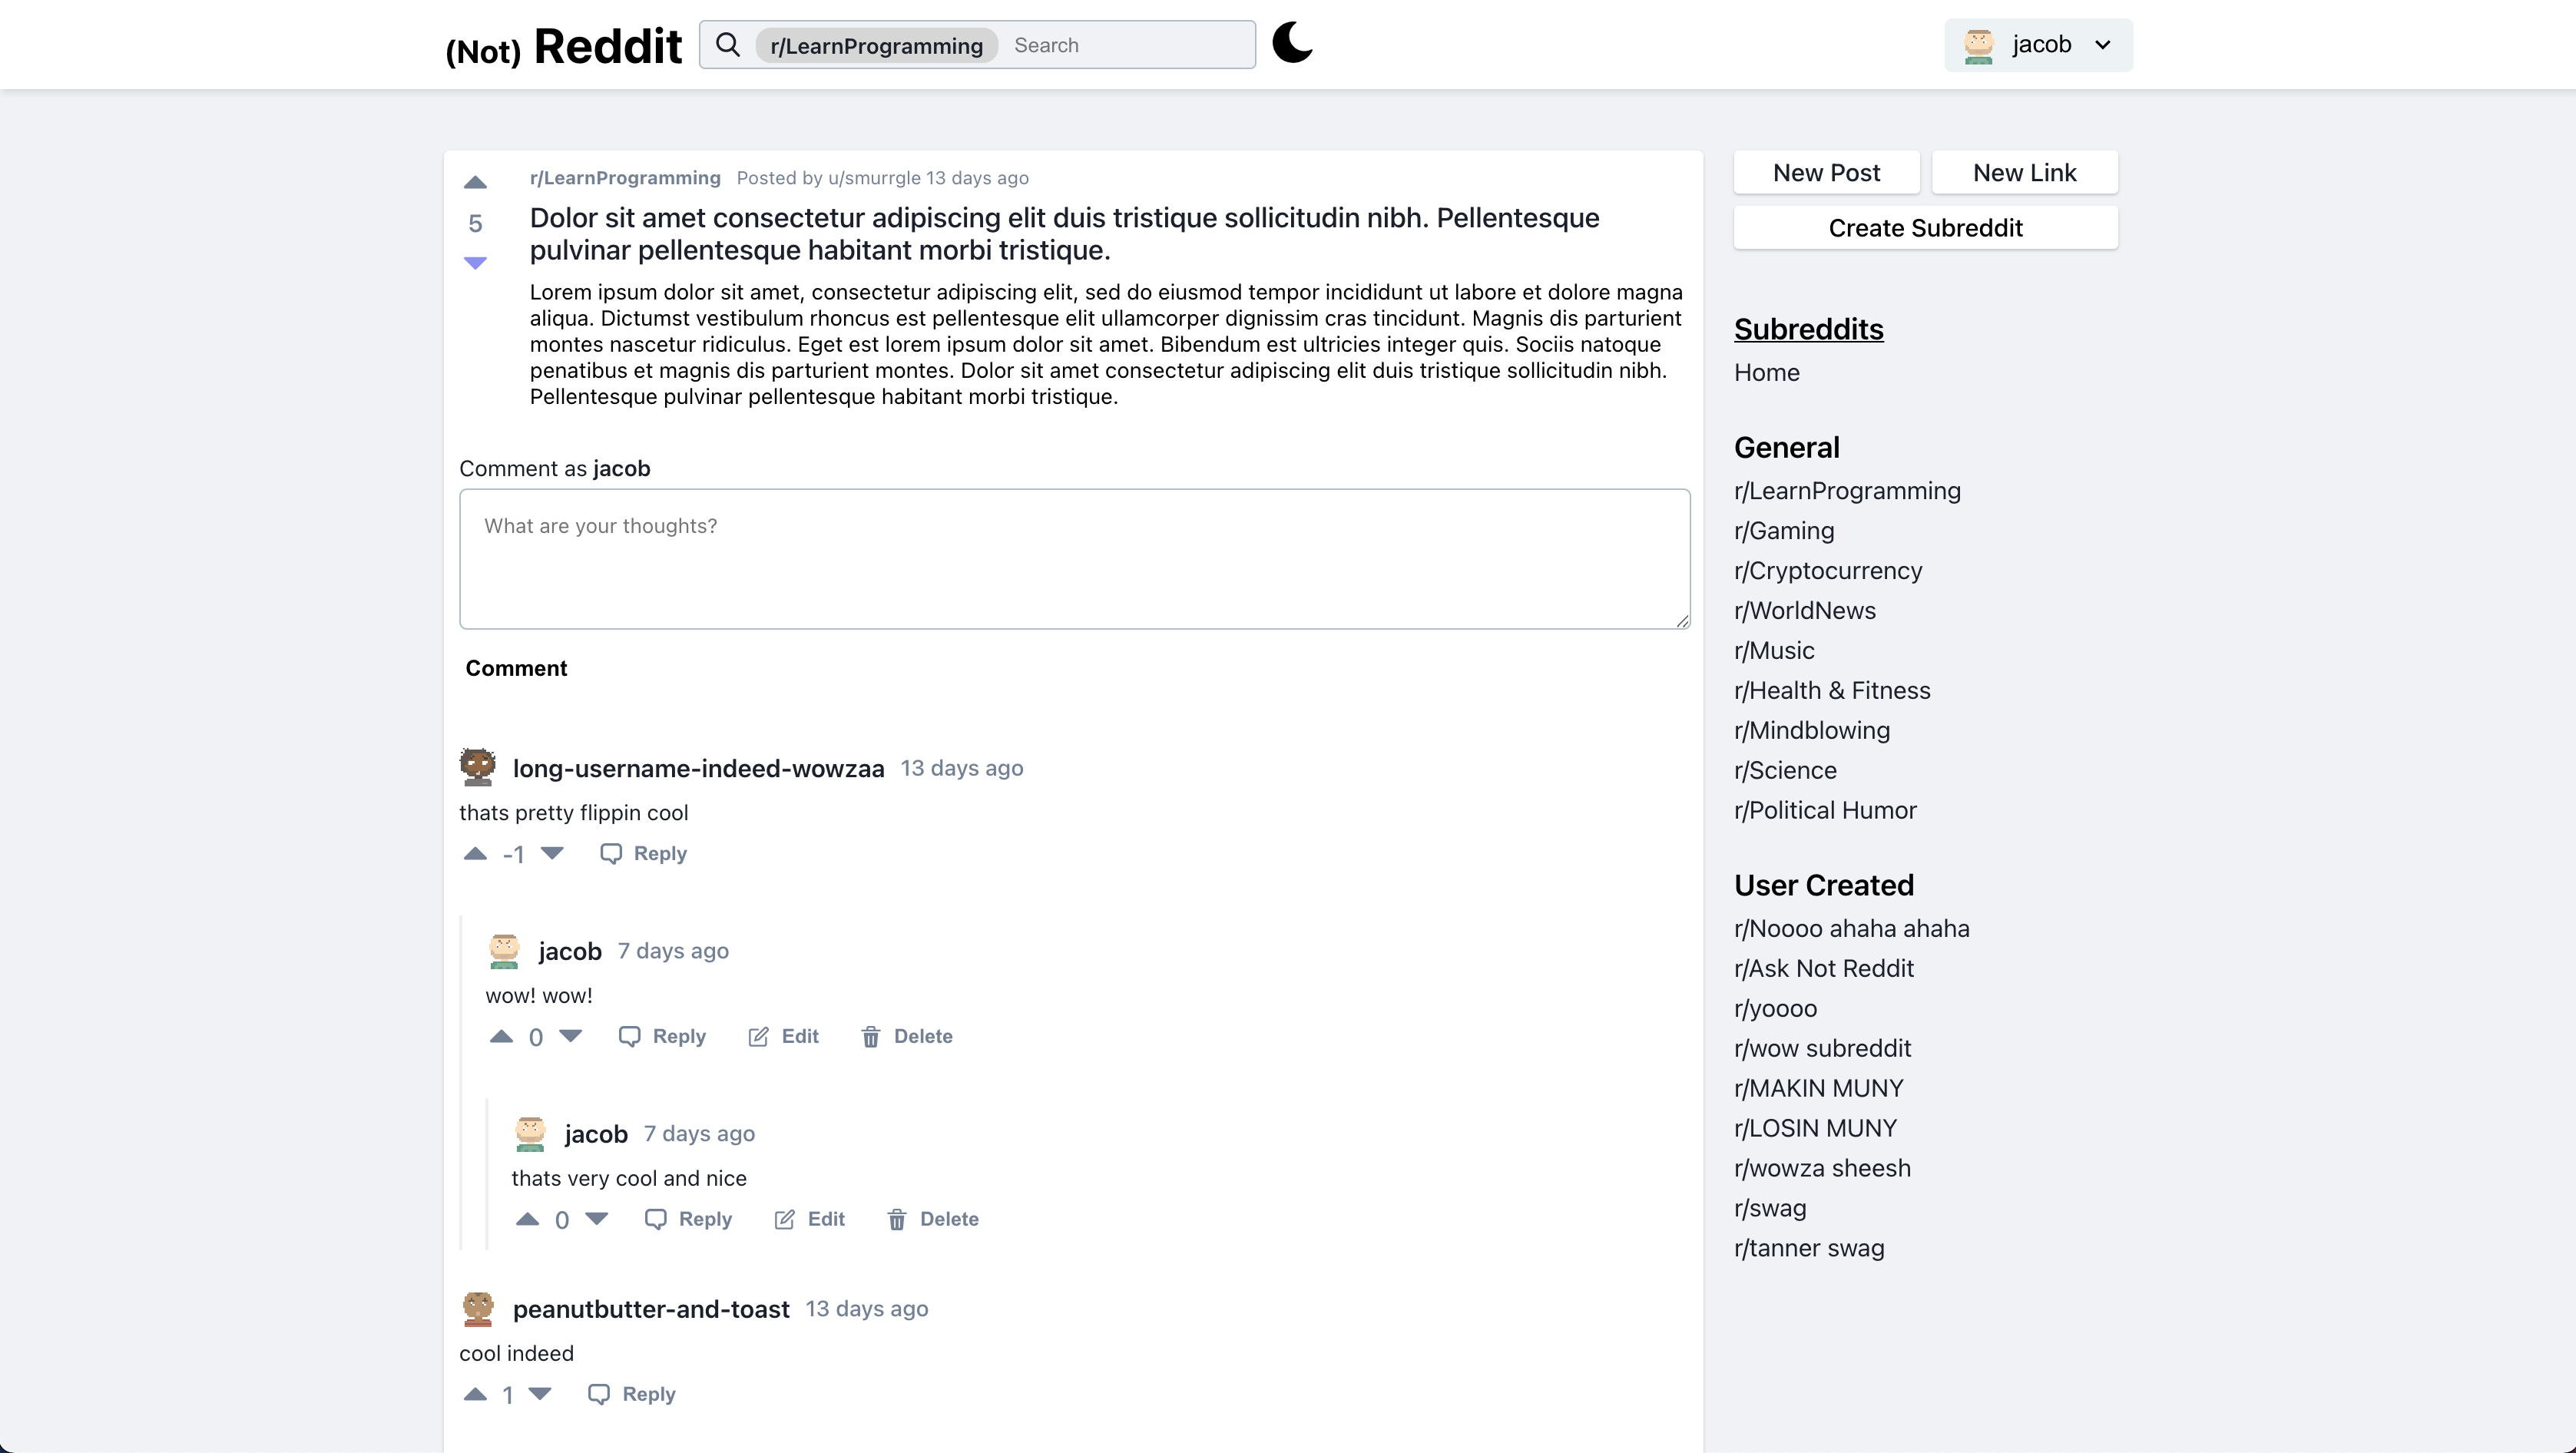 (Not) Reddit r/LearnProgramming Search jacob
r/LearnProgramming Posted by u/smurrgle 13 days ago
5
Dolor sit amet consectetur adipiscing elit duis tristique sollicitudin nibh. Pellentesque
pulvinar pellentesque habitant morbi tristique.
Lorem ipsum dolor sit amet, consectetur adipiscing elit, sed do eiusmod tempor incididunt ut labore et dolore magna
aliqua. Dictumst vestibulum rhoncus est pellentesque elit ullamcorper dignissim cras tincidunt. Magnis dis parturient
montes nascetur ridiculus. Eget est lorem ipsum dolor sit amet. Bibendum est ultricies integer quis. Sociis natoque
penatibus et magnis dis parturient montes. Dolor sit amet consectetur adipiscing elit duis tristique sollicitudin nibh.
Pellentesque pulvinar pellentesque habitant morbi tristique.
Comment as jacob
What are your thoughts?
Comment
long-username-indeed-wowzaa 13 days ago
thats pretty flippin cool
-1 Reply
jacob 7 days ago
wow! wow!
0 Reply Edit Delete
jacob 7 days ago
thats very cool and nice
0 Reply Edit Delete
peanutbutter-and-toast 13 days ago
cool indeed
1 Reply
New Post New Link
Create Subreddit
Subreddits
Home
General
r/LearnProgramming
r/Gaming
r/Cryptocurrency
r/WorldNews
r/Music
r/Health & Fitness
r/Mindblowing
r/Science
r/Political Humor
User Created
r/Noooo ahaha ahaha
r/Ask Not Reddit
r/yoooo
r/wow subreddit
r/MAKIN MUNY
r/LOSIN MUNY
r/wowza sheesh
r/swag
r/tanner swag